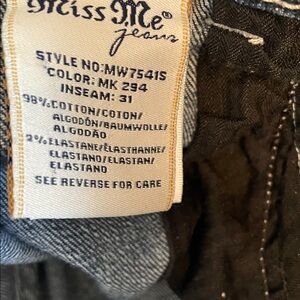 Miss Me®
jeans
STYLE NO:MW7541S
COLOR: MK 294
INSEAM: 31
98%COTTON/COTON/
ALGODÓN/BAUMWOLLE/
ALGODÃO
2%ELASTANE/ÉLASTHANNE/
ELASTANO/ELASTAN/
ELASTANO
SEE REVERSE FOR CARE